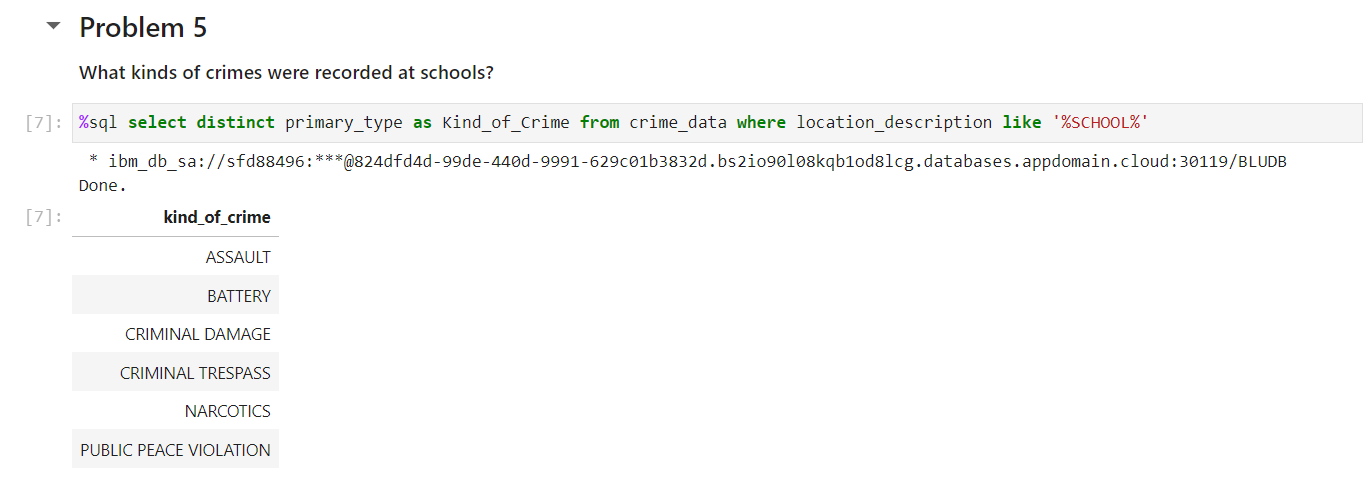 Problem 5
What kinds of crimes were recorded at schools?
[7]: %sql select distinct primary_type as Kind_of_Crime from crime_data where location_description like '%SCHOOL%'
* ibm_db_sa://sfd88496:***@824dfd4d-99de-440d-9991-629c01b3832d.bs2io90l08kqb1od8lcg.databases.appdomain.cloud:30119/BLUDB
Done.
[7]: kind_of_crime
ASSAULT
BATTERY
CRIMINAL DAMAGE
CRIMINAL TRESPASS
NARCOTICS
PUBLIC PEACE VIOLATION